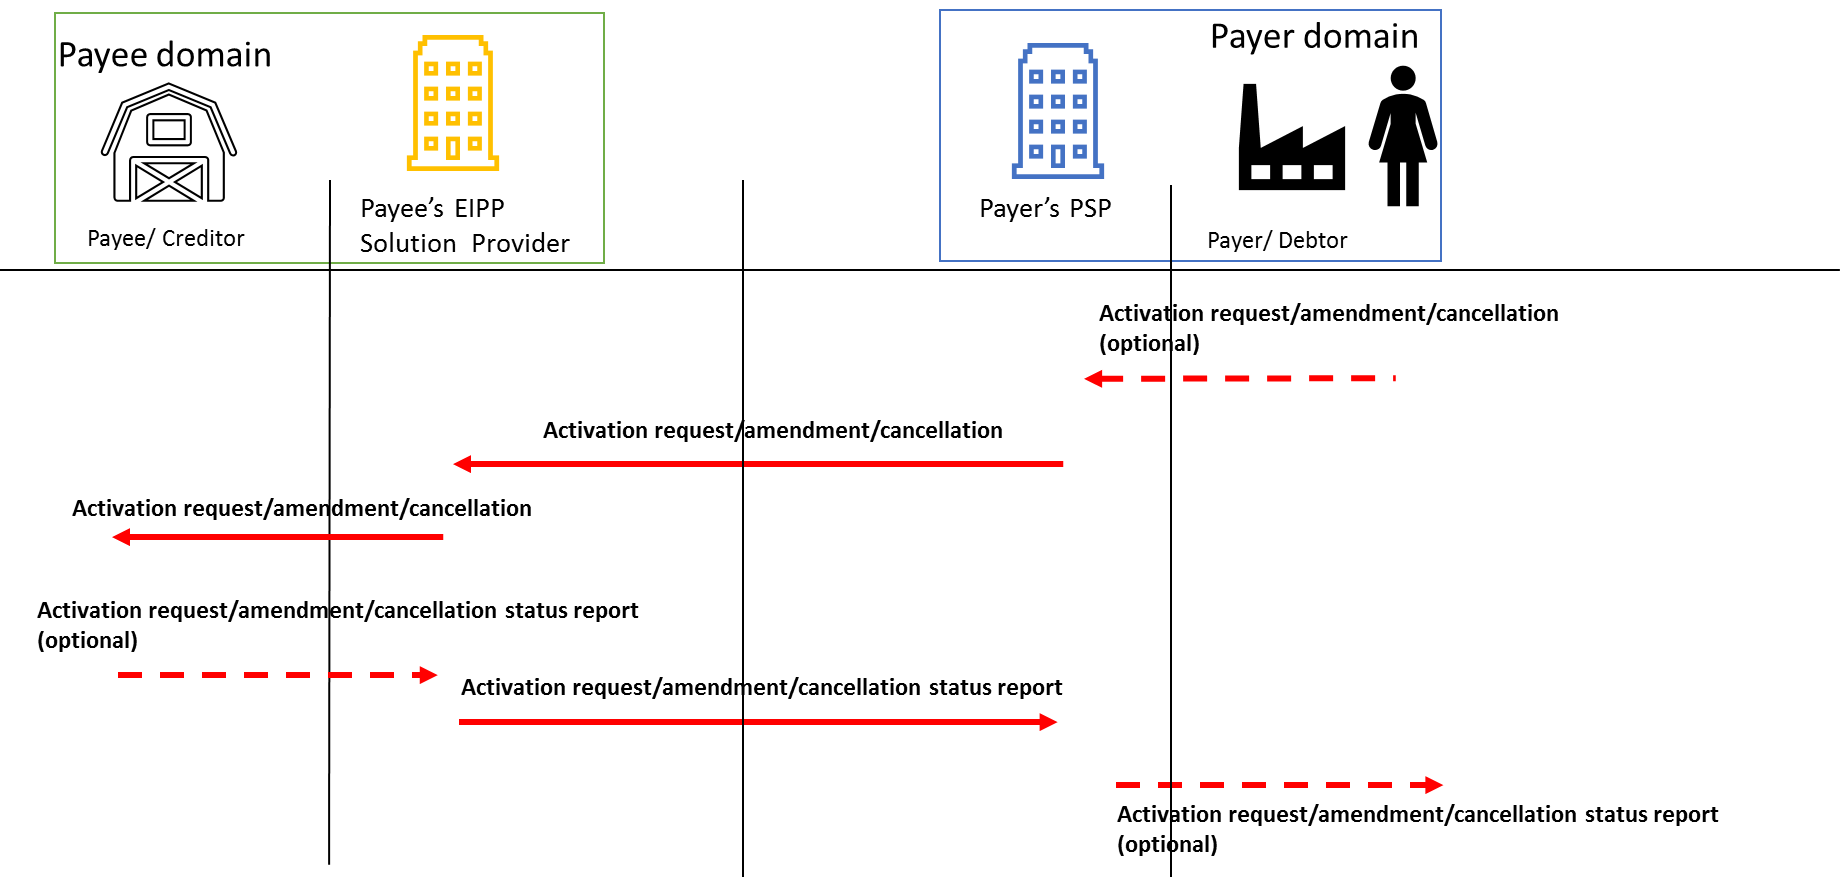 Payee domain
Payee/ Creditor
Payee's EIPP
Solution Provider
Payer's PSP
Payer domain
Payer/ Debtor
Activation request/amendment/cancellation
(optional)
Activation request/amendment/cancellation
Activation request/amendment/cancellation
Activation request/amendment/cancellation status report
(optional)
Activation request/amendment/cancellation status report
Activation request/amendment/cancellation status report
(optional)